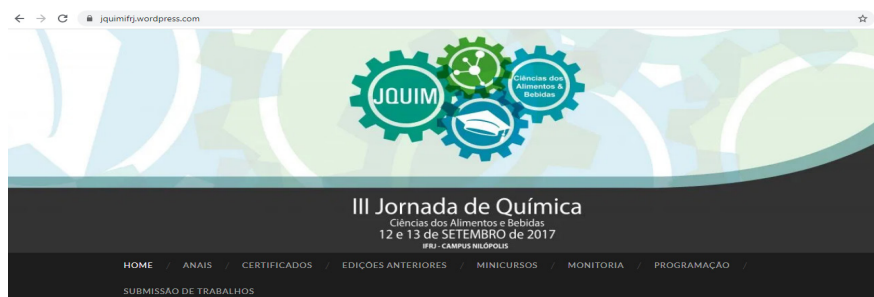 jquimifrj.wordpress.com
JQUIM
Ciências dos
Alimentos &
Bebidas
III Jornada de Química
Ciências dos Alimentos e Bebidas
12 e 13 de SETEMBRO de 2017
IFRJ - CAMPUS NILÓPOLIS
HOME / ANAIS / CERTIFICADOS / EDIÇÕES ANTERIORES / MINICURSOS / MONITORIA / PROGRAMAÇÃO /
SUBMISSÃO DE TRABALHOS